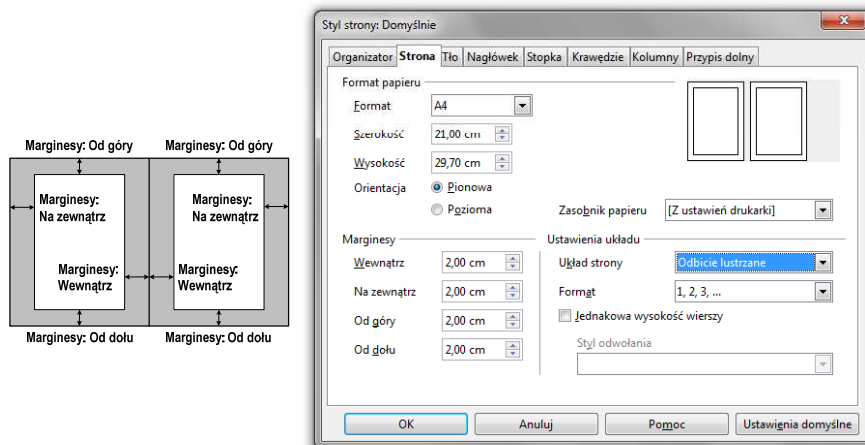 Marginesy: Od góry
Marginesy: Od góry
Marginesy:
Na zewnątrz
Marginesy:
Na zewnątrz
Marginesy:
Wewnątrz
Marginesy:
Wewnątrz
Marginesy: Od dołu
Marginesy: Od dołu
Styl strony: Domyślnie
Organizator Strona Tło Nagłówek Stopka Krawędzie Kolumny Przypis dolny
Format papieru
Format A4
Szerokość 21,00 cm
Wysokość 29,70 cm
Orientacja Pionowa
Pozioma
Zasobnik papieru [Z ustawień drukarki]
Marginesy
Wewnątrz 2,00 cm
Na zewnątrz 2,00 cm
Od góry 2,00 cm
Od dołu 2,00 cm
Ustawienia układu
Układ strony Odbicie lustrzane
Format 1, 2, 3, ...
Jednakowa wysokość wierszy
Styl odwołania
OK Anuluj Pomoc Ustawienia domyślne